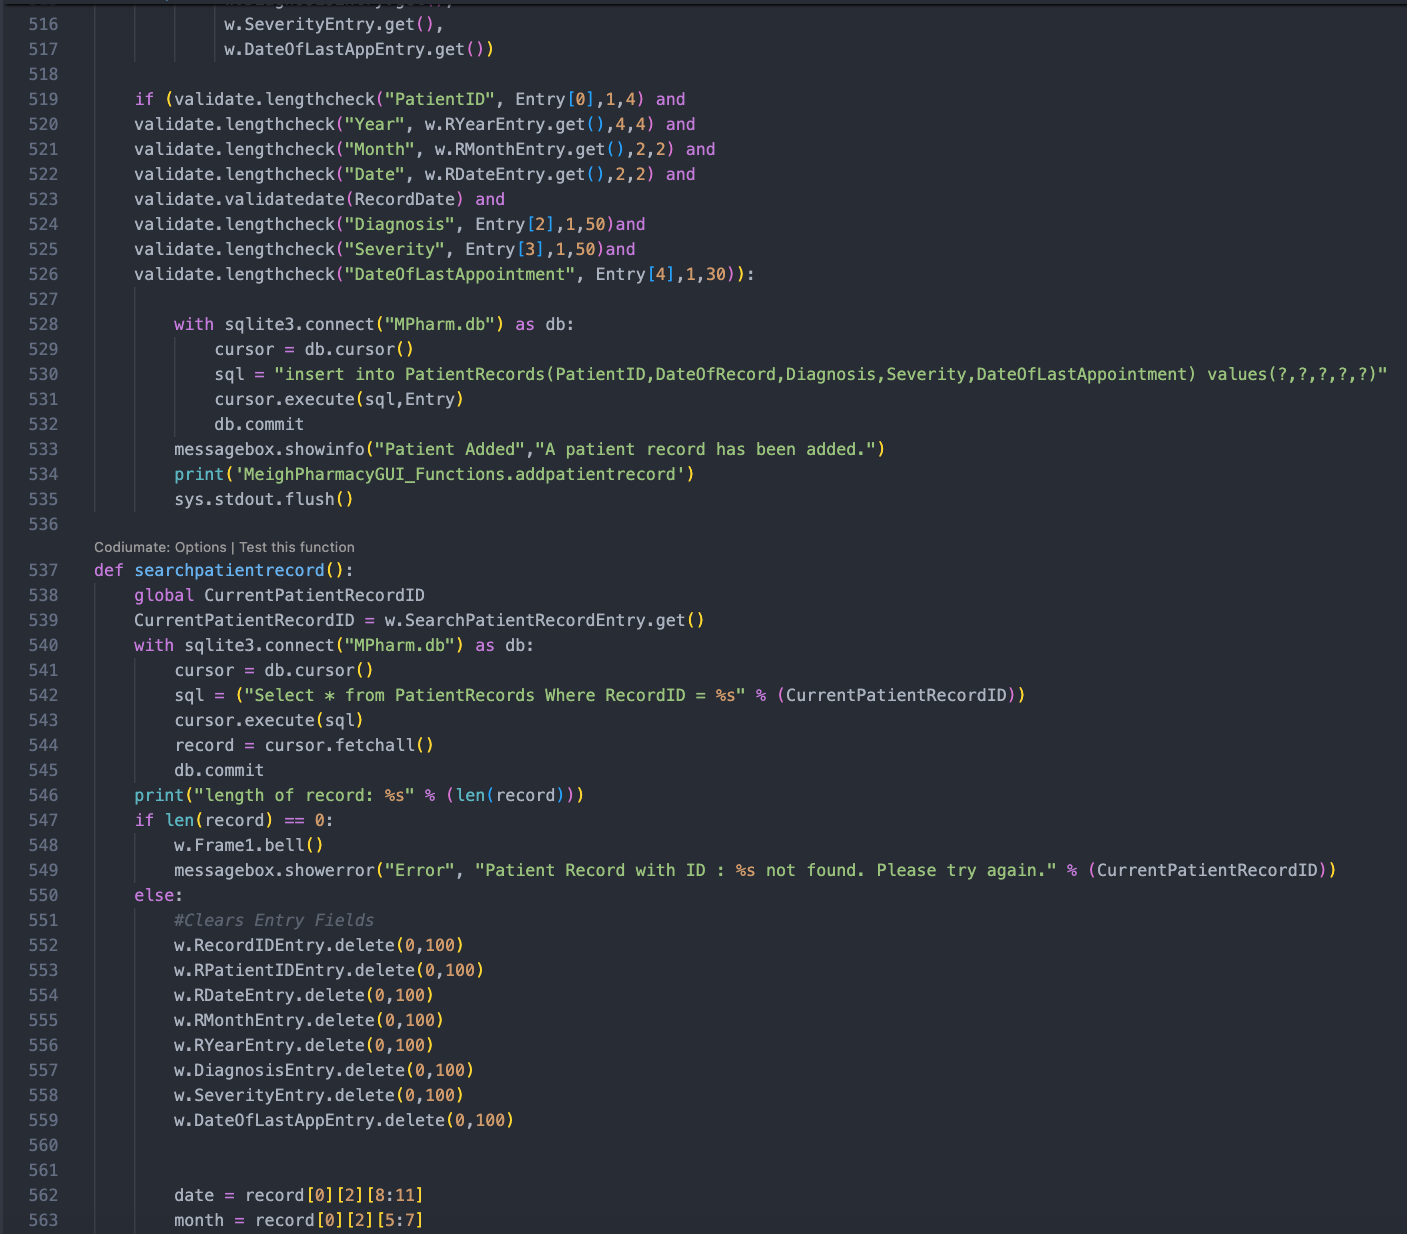 516 w.SeverityEntry.get(),
517 w.DateOfLastAppEntry.get())
518
519 if (validate.lengthcheck("PatientID", Entry[0],1,4) and
520 validate.lengthcheck("Year", w.RYearEntry.get(),4,4) and
521 validate.lengthcheck("Month", w.RMonthEntry.get(),2,2) and
522 validate.lengthcheck("Date", w.RDateEntry.get(),2,2) and
523 validate.validatedate(RecordDate) and
524 validate.lengthcheck("Diagnosis", Entry[2],1,50)and
525 validate.lengthcheck("Severity", Entry[3],1,50)and
526 validate.lengthcheck("DateOfLastAppointment", Entry[4],1,30)):
527
528 with sqlite3.connect("MPharm.db") as db:
529 cursor = db.cursor()
530 sql = "insert into PatientRecords(PatientID,DateOfRecord,Diagnosis,Severity,DateOfLastAppointment) values(?,?,?,?,?)"
531 cursor.execute(sql,Entry)
532 db.commit
533 messagebox.showinfo("Patient Added","A patient record has been added.")
534 print('MeighPharmacyGUI_Functions.addpatientrecord')
535 sys.stdout.flush()
536
Codiumate: Options | Test this function
537 def searchpatientrecord():
538 global CurrentPatientRecordID
539 CurrentPatientRecordID = w.SearchPatientRecordEntry.get()
540 with sqlite3.connect("MPharm.db") as db:
541 cursor = db.cursor()
542 sql = ("Select * from PatientRecords Where RecordID = %s" % (CurrentPatientRecordID))
543 cursor.execute(sql)
544 record = cursor.fetchall()
545 db.commit
546 print("length of record: %s" % (len(record)))
547 if len(record) == 0:
548 w.Frame1.bell()
549 messagebox.showerror("Error", "Patient Record with ID : %s not found. Please try again." % (CurrentPatientRecordID))
550 else:
551 #Clears Entry Fields
552 w.RecordIDEntry.delete(0,100)
553 w.RPatientIDEntry.delete(0,100)
554 w.RDateEntry.delete(0,100)
555 w.RMonthEntry.delete(0,100)
556 w.RYearEntry.delete(0,100)
557 w.DiagnosisEntry.delete(0,100)
558 w.SeverityEntry.delete(0,100)
559 w.DateOfLastAppEntry.delete(0,100)
560
561
562 date = record[0][2][8:11]
563 month = record[0][2][5:7]